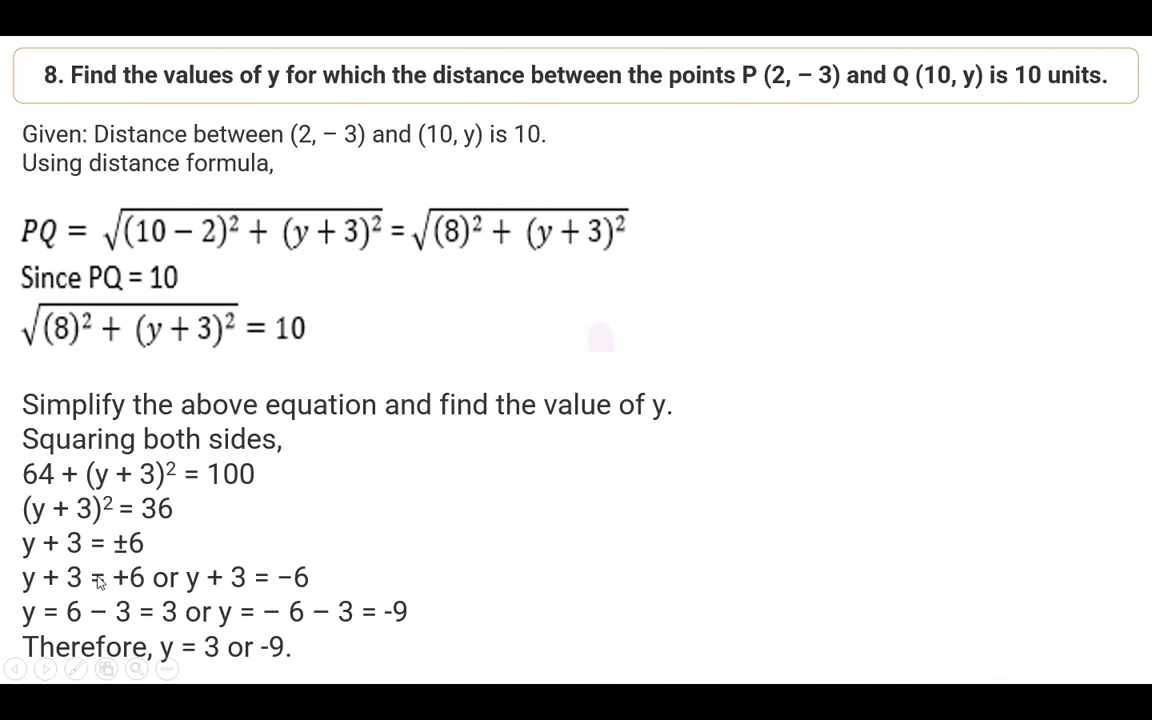 8. Find the values of y for which the distance between the points P (2, – 3) and Q (10, y) is 10 units.
Given: Distance between (2, – 3) and (10, y) is 10.
Using distance formula,
PQ = √(10 – 2)² + (y + 3)² = √(8)² + (y + 3)²
Since PQ = 10
√(8)² + (y + 3)² = 10
Simplify the above equation and find the value of y.
Squaring both sides,
64 + (y + 3)² = 100
(y + 3)² = 36
y + 3 = ±6
y + 3 = +6 or y + 3 = −6
y = 6 – 3 = 3 or y = – 6 – 3 = -9
Therefore, y = 3 or -9.